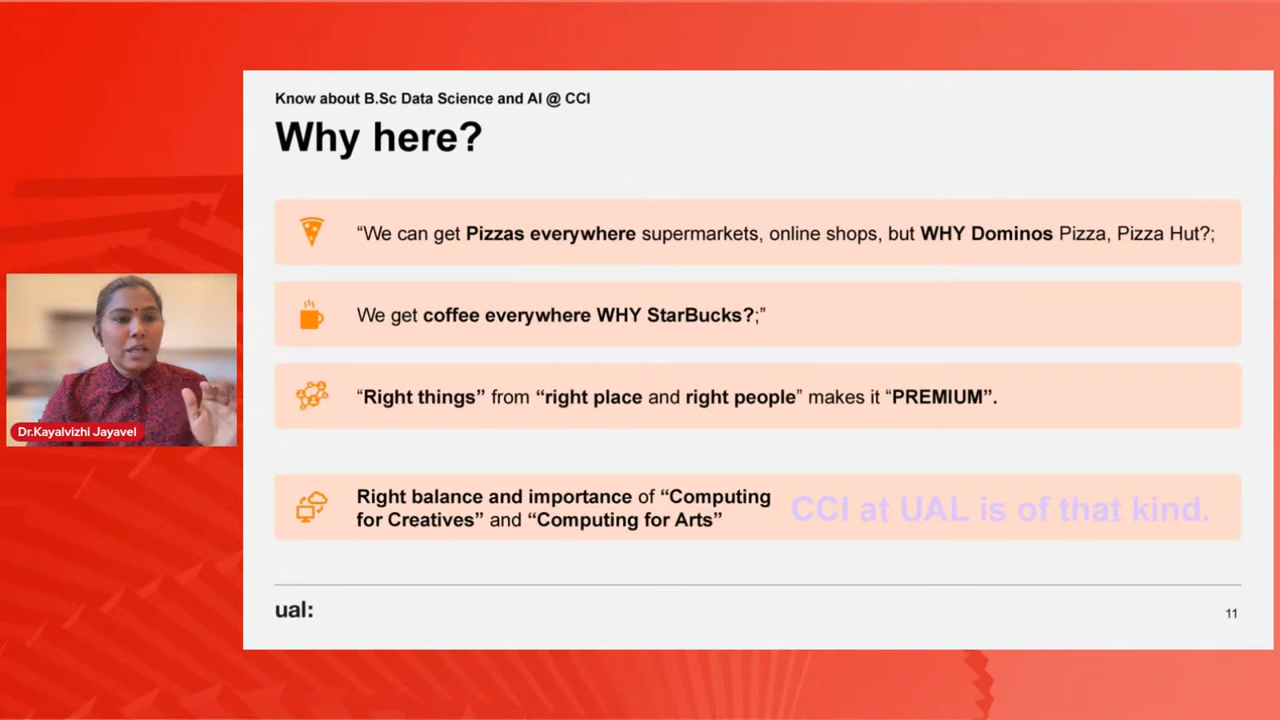 Know about B.Sc Data Science and AI @ CCI
Why here?
“We can get Pizzas everywhere supermarkets, online shops, but WHY Dominos Pizza, Pizza Hut?;
We get coffee everywhere WHY StarBucks?;”
“Right things” from “right place and right people” makes it “PREMIUM”.
Right balance and importance of “Computing
for Creatives” and “Computing for Arts”
CCI at UAL is of that kind.
Dr.Kayalvizhi Jayavel
ual:
11